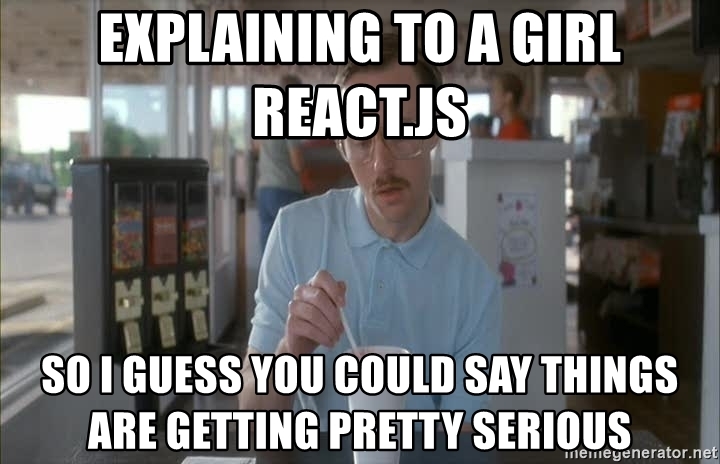 EXPLAINING TO A GIRL
REACT.JS
SO I GUESS YOU COULD SAY THINGS
ARE GETTING PRETTY SERIOUS
memegenerator.net